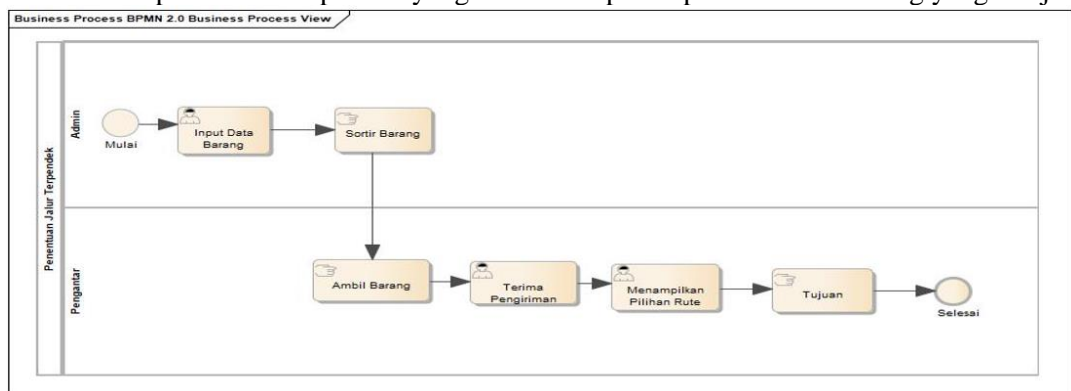 Business Process BPMN 2.0 Business Process View
Penentuan Jalur Terpendek
Admin
Mulai
Input Data
Barang
Sortir Barang
Pengantar
Ambil Barang
Terima
Pengiriman
Menampilkan
Pilihan Rute
Tujuan
Selesai